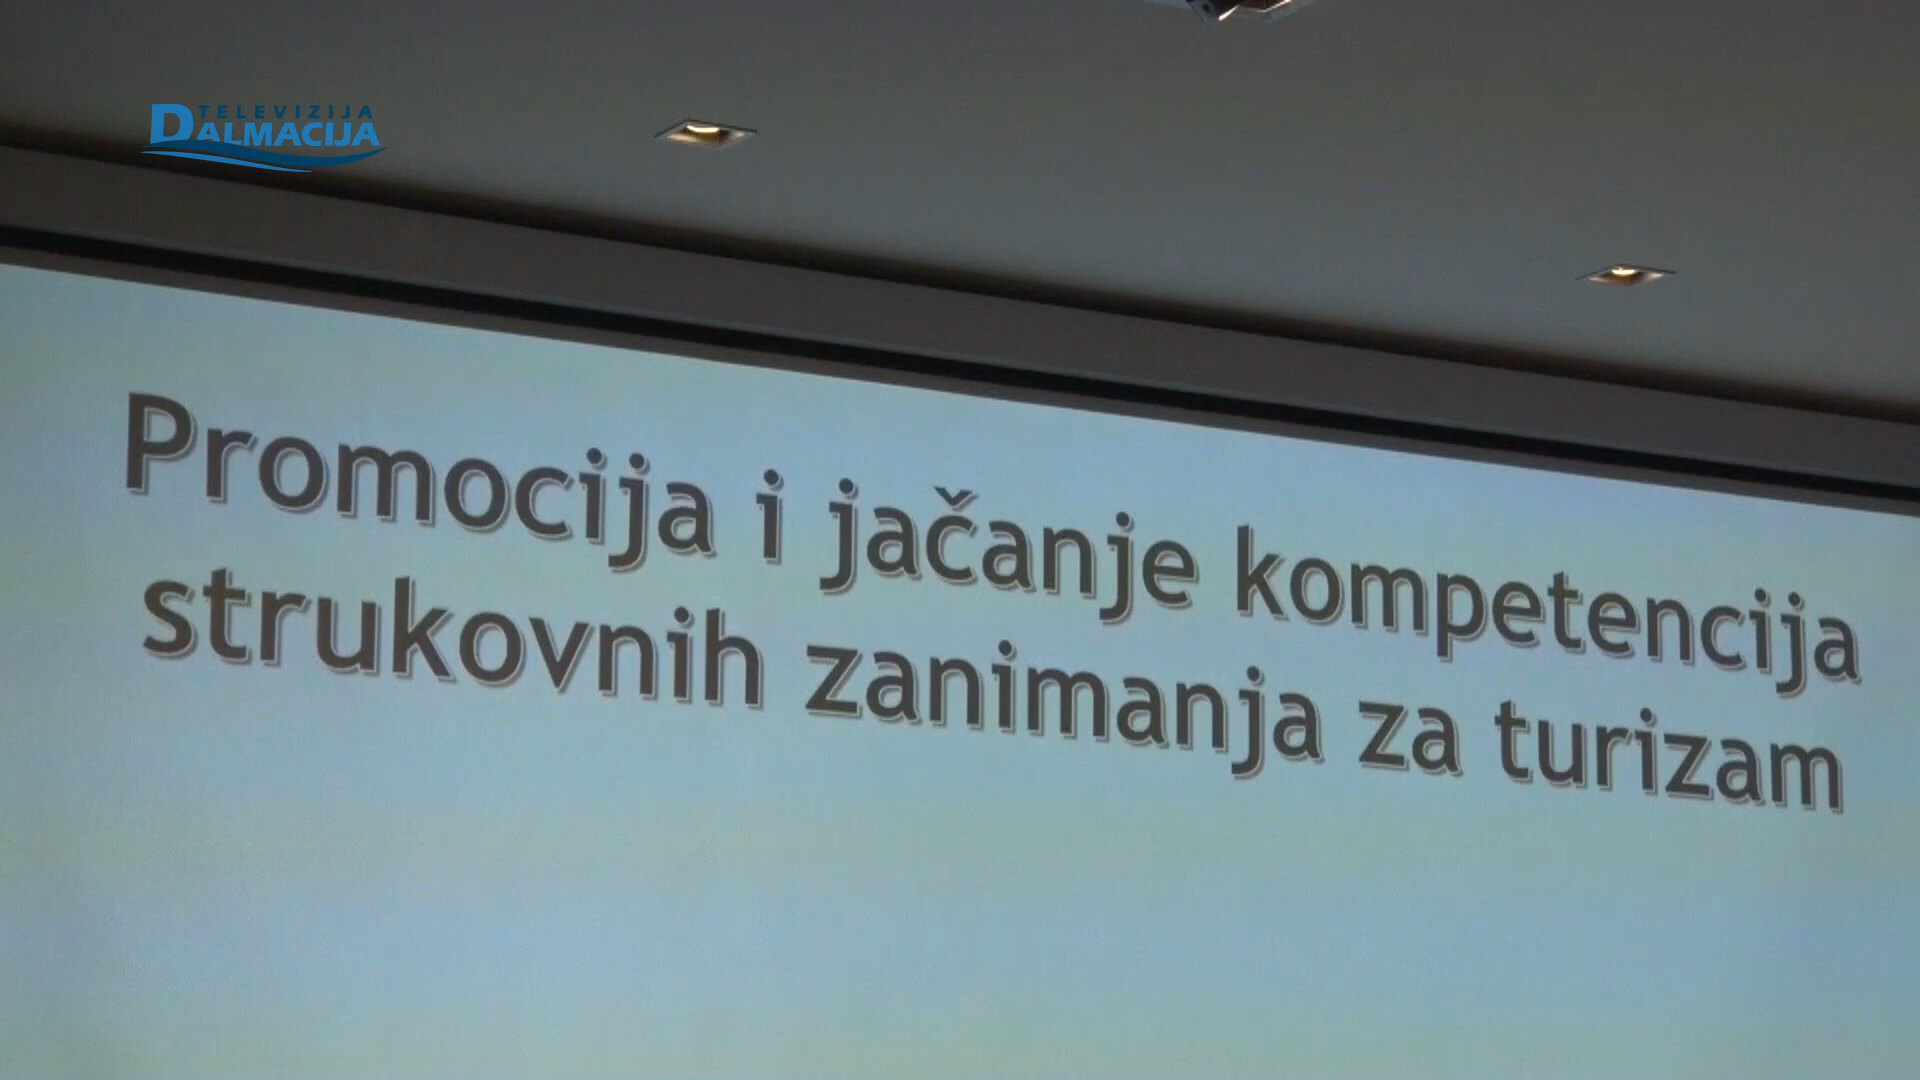 TELEVIZIJA
DALMACIJA
Promocija i jačanje kompetencija
strukovnih zanimanja za turizam